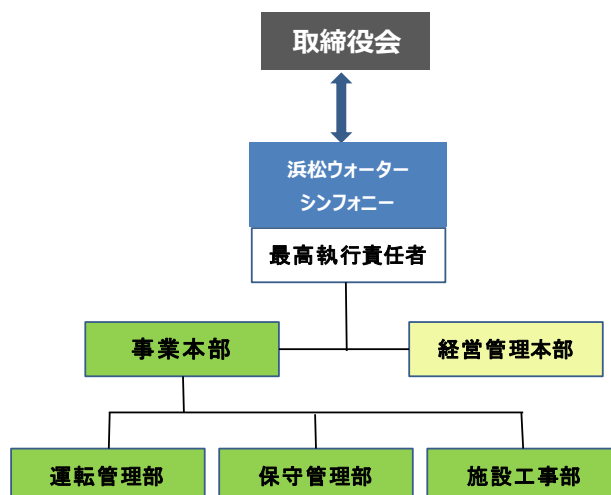 取締役会
浜松ウォーター
シンフォニー
最高執行責任者
事業本部
経営管理本部
運転管理部
保守管理部
施設工事部